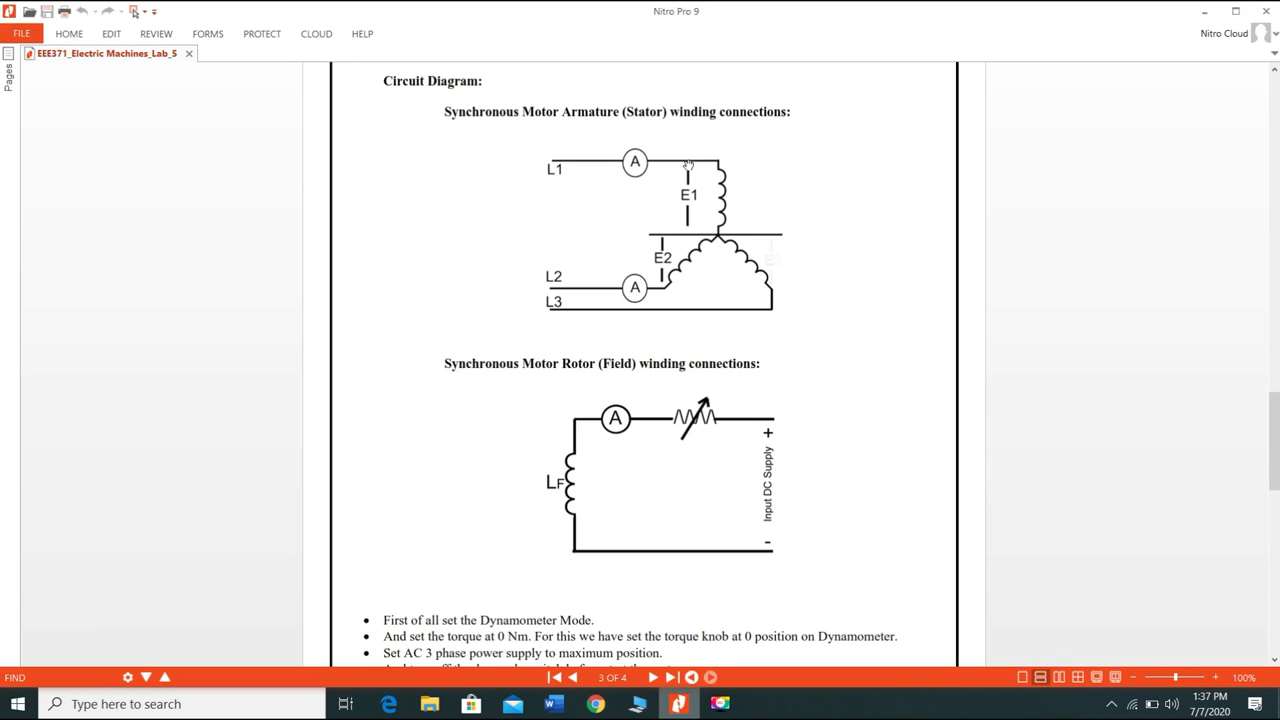 Nitro Pro 9
FILE HOME EDIT REVIEW FORMS PROTECT CLOUD HELP
Nitro Cloud
EEE371_Electric Machines_Lab_5
Pages
Circuit Diagram:
Synchronous Motor Armature (Stator) winding connections:
L1
A
E1
E2
L2
A
L3
Synchronous Motor Rotor (Field) winding connections:
A
+
LF
Input DC Supply
-
First of all set the Dynamometer Mode.
And set the torque at 0 Nm. For this we have set the torque knob at 0 position on Dynamometer.
Set AC 3 phase power supply to maximum position.
FIND
3 OF 4
100%
Type here to search
1:37 PM
7/7/2020